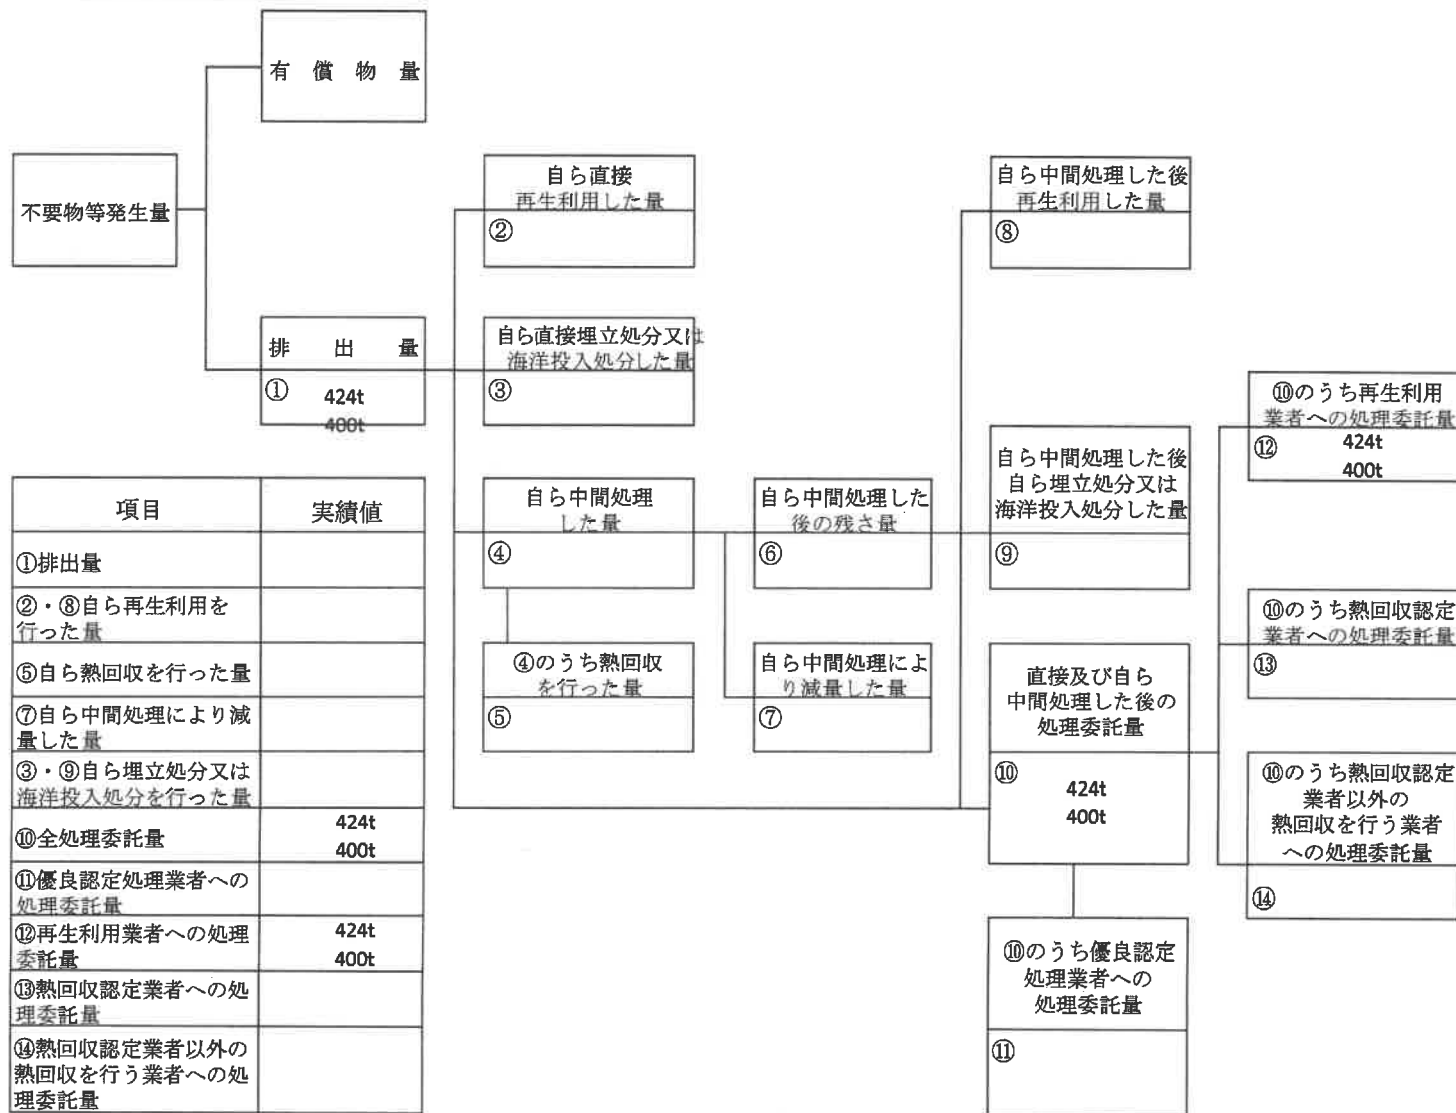 有償物量
不要物等発生量
排出量
①
424t
400t
自ら直接
再生利用した量
②
自ら直接埋立処分又は
海洋投入処分した量
③
自ら中間処理
した量
④
④のうち熱回収
を行った量
⑤
自ら中間処理した
後の残さ量
⑥
自ら中間処理によ
り減量した量
⑦
自ら中間処理した後
再生利用した量
⑧
自ら中間処理した後
自ら埋立処分又は
海洋投入処分した量
⑨
直接及び自ら
中間処理した後の
処理委託量
⑩
424t
400t
⑩のうち優良認定
処理業者への
処理委託量
⑪
⑩のうち再生利用
業者への処理委託量
⑫
424t
400t
⑩のうち熱回収認定
業者への処理委託量
⑬
⑩のうち熱回収認定
業者以外の
熱回収を行う業者
への処理委託量
⑭
項目 実績値
①排出量
②・⑧自ら再生利用を
行った量
⑤自ら熱回収を行った量
⑦自ら中間処理により減
量した量
③・⑨自ら埋立処分又は
海洋投入処分を行った量
⑩全処理委託量
424t
400t
⑪優良認定処理業者への
処理委託量
⑫再生利用業者への処理
委託量
424t
400t
⑬熱回収認定業者への処
理委託量
⑭熱回収認定業者以外の
熱回収を行う業者への処
理委託量